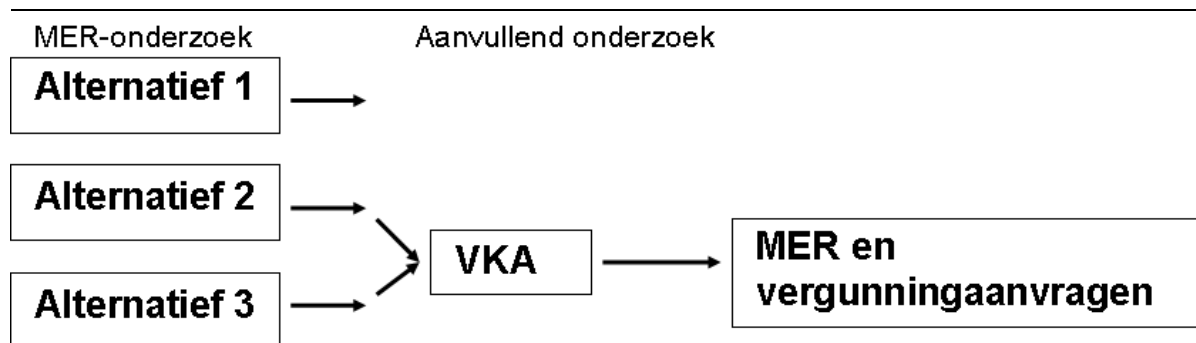 MER-onderzoek
Aanvullend onderzoek
Alternatief 1
Alternatief 2
Alternatief 3
VKA
MER en
vergunningaanvragen